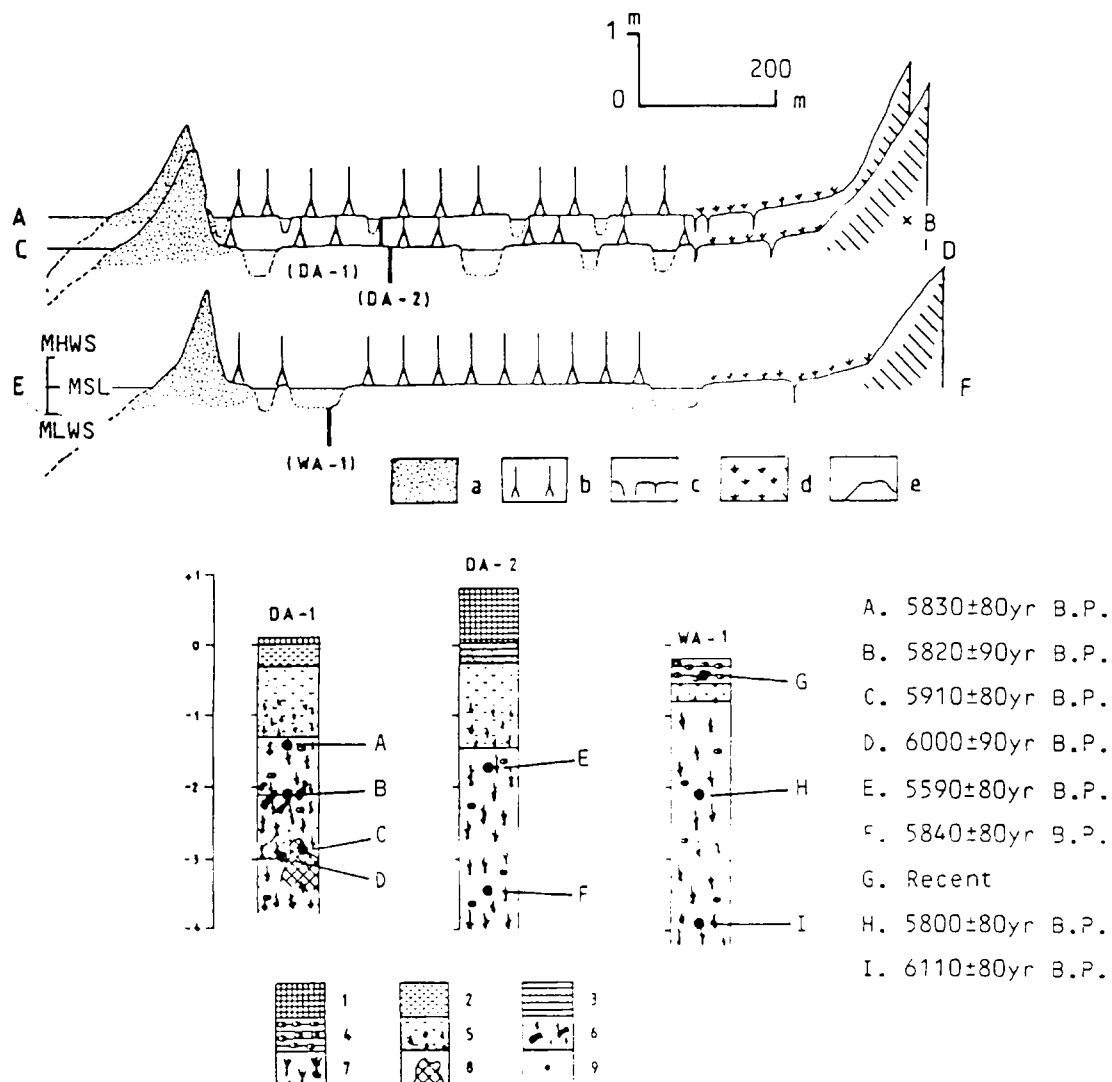 m
1
200
0
m
A
B
C
D
(DA-1)
(DA-2)
MHWS
E
MSL
F
MLWS
(WA-1)
a
b
c
d
e
DA-2
+1
DA-1
A. 5830±80yr B.P.
0
WA-1
B. 5820±90yr B.P.
G
C. 5910±80yr B.P.
-1
A
D. 6000±90yr B.P.
E
-2
B
H
E. 5590±80yr B.P.
C
F. 5840±80yr B.P.
-3
D
F
G. Recent
-4
I
H. 5800±80yr B.P.
I. 6110±80yr B.P.
1
2
3
4
5
6
7
8
9